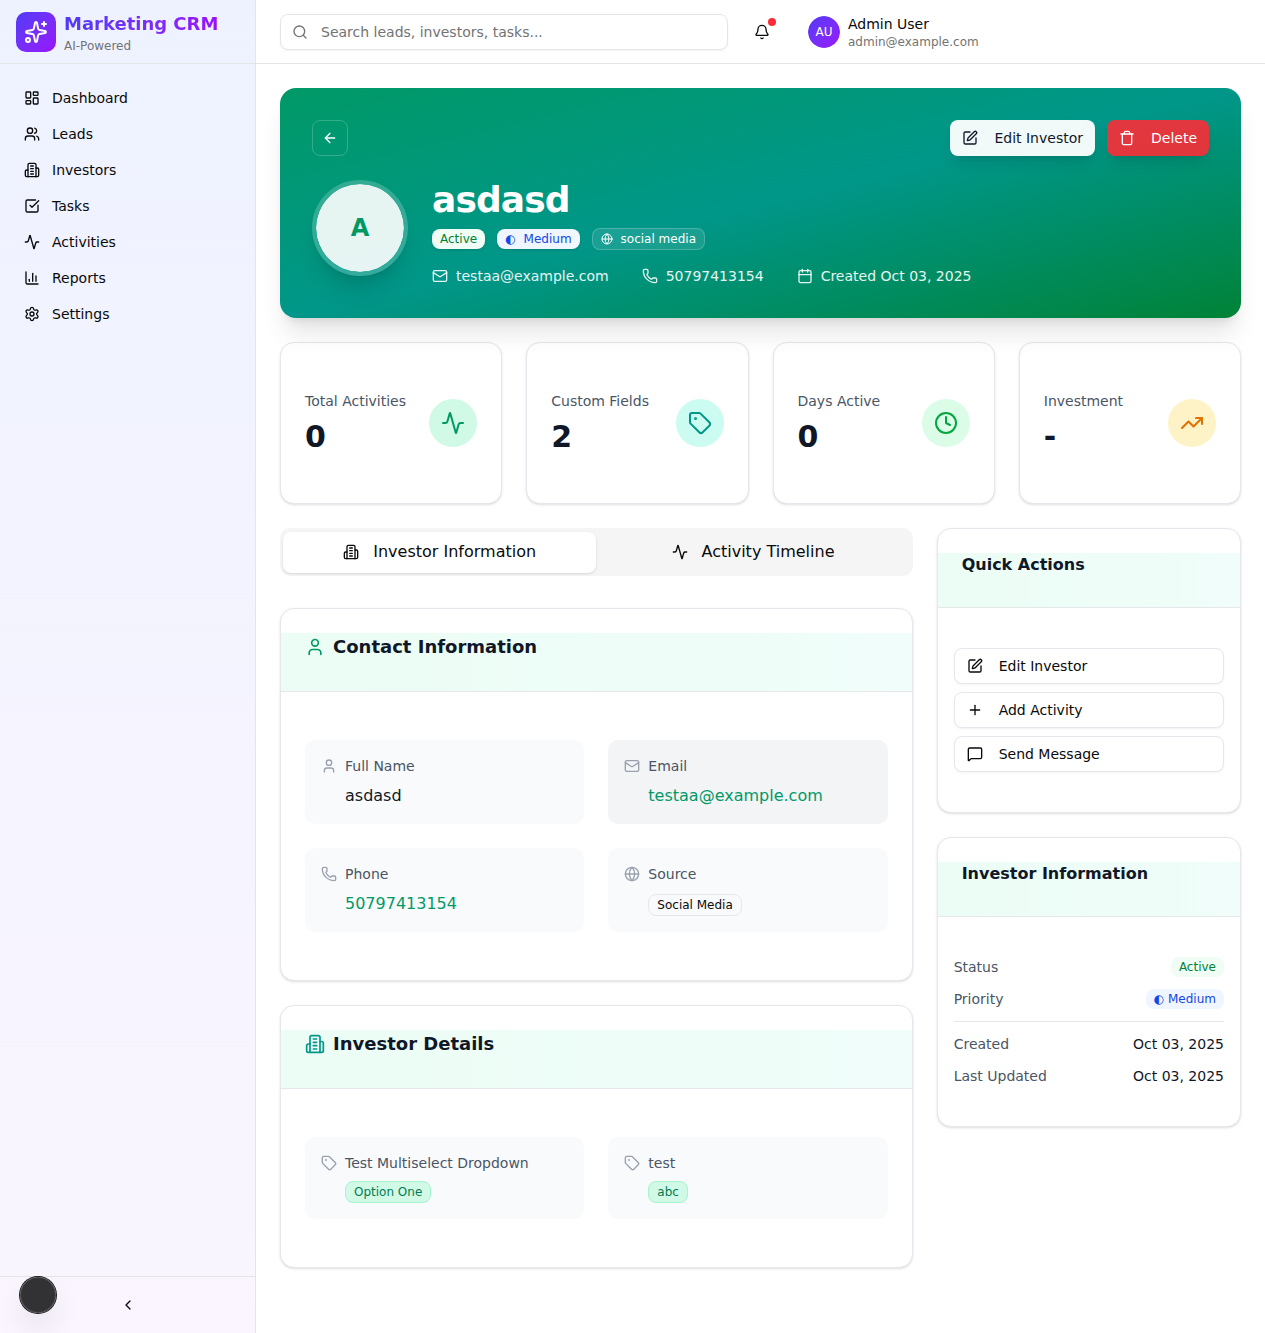 Marketing CRM
AI-Powered
Search leads, investors, tasks...
AU
Admin User
admin@example.com
Dashboard
Leads
Investors
Tasks
Activities
Reports
Settings
Edit Investor
Delete
A
asdasd
Active
Medium
social media
testaa@example.com
50797413154
Created Oct 03, 2025
Total Activities
0
Custom Fields
2
Days Active
0
Investment
-
Investor Information
Activity Timeline
Contact Information
Full Name
asdasd
Email
testaa@example.com
Phone
50797413154
Source
Social Media
Investor Details
Test Multiselect Dropdown
Option One
test
abc
Quick Actions
Edit Investor
Add Activity
Send Message
Investor Information
Status
Active
Priority
Medium
Created
Oct 03, 2025
Last Updated
Oct 03, 2025